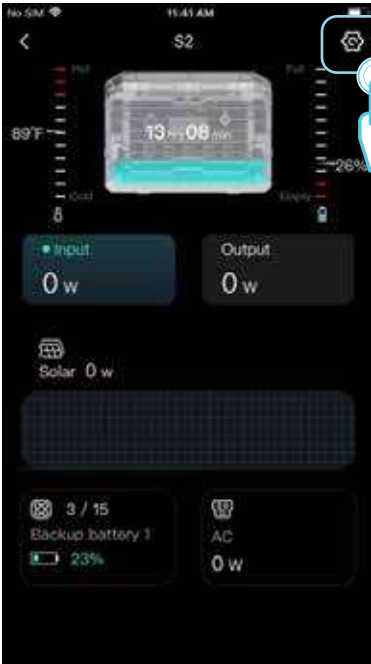 No SIM 11:41 AM
S2
Hot Full
89°F 13 hrs 08 min 26%
Cold Empty
Input Output
0 w 0 w
Solar 0 w
3 / 15
Backup battery 1 AC
23% 0 w